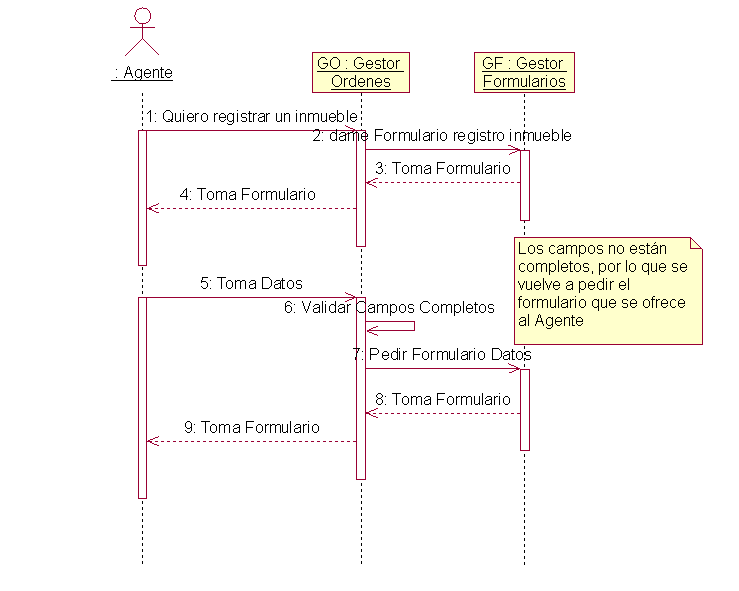 : Agente
GO : Gestor
Ordenes
GF : Gestor
Formularios
1: Quiero registrar un inmueble
2: dame Formulario registro inmueble
3: Toma Formulario
4: Toma Formulario
Los campos no están
completos, por lo que se
vuelve a pedir el
formulario que se ofrece
al Agente
5: Toma Datos
6: Validar Campos Completos
7: Pedir Formulario Datos
8: Toma Formulario
9: Toma Formulario